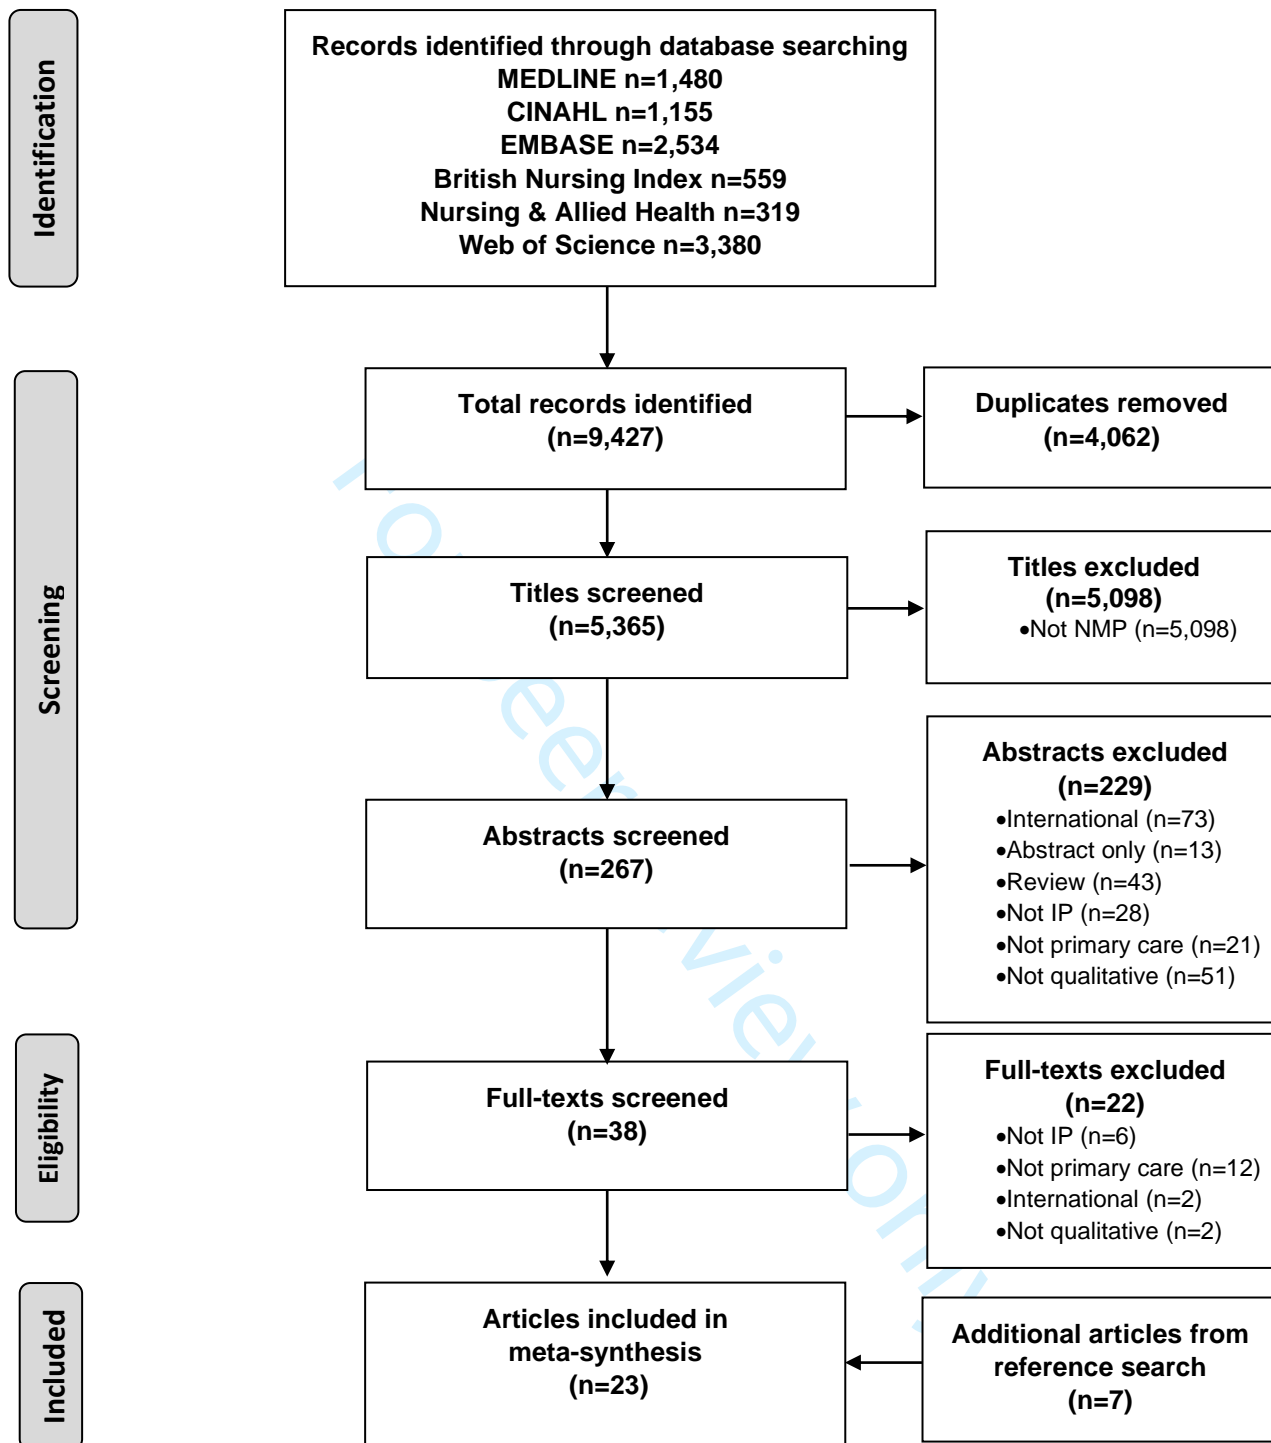 Identification
Records identified through database searching
MEDLINE n=1,480
CINAHL n=1,155
EMBASE n=2,534
British Nursing Index n=559
Nursing & Allied Health n=319
Web of Science n=3,380
Screening
Total records identified
(n=9,427)
Duplicates removed
(n=4,062)
Titles screened
(n=5,365)
Titles excluded
(n=5,098)
•Not NMP (n=5,098)
Abstracts screened
(n=267)
Abstracts excluded
(n=229)
•International (n=73)
•Abstract only (n=13)
•Review (n=43)
•Not IP (n=28)
•Not primary care (n=21)
•Not qualitative (n=51)
Eligibility
Full-texts screened
(n=38)
Full-texts excluded
(n=22)
•Not IP (n=6)
•Not primary care (n=12)
•International (n=2)
•Not qualitative (n=2)
Included
Articles included in
meta-synthesis
(n=23)
Additional articles from
reference search
(n=7)